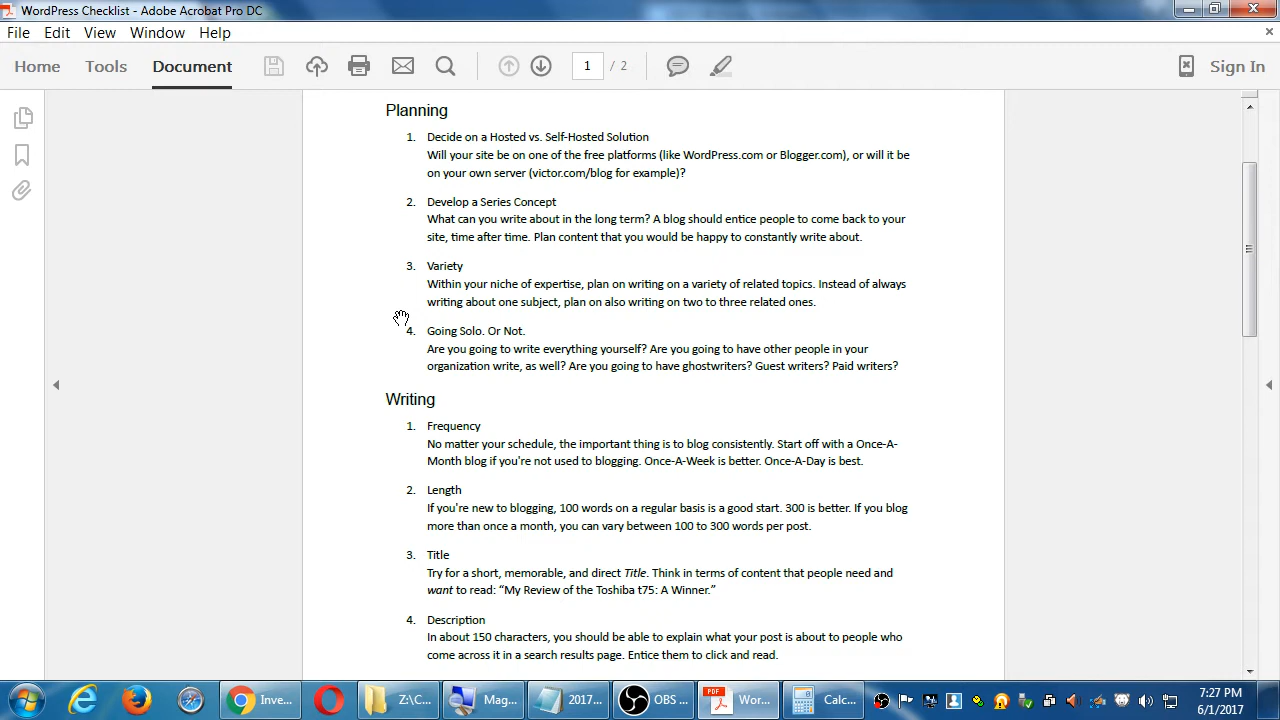 WordPress Checklist - Adobe Acrobat Pro DC
File Edit View Window Help
Home Tools Document 1 / 2 Sign In
Planning
1. Decide on a Hosted vs. Self-Hosted Solution
Will your site be on one of the free platforms (like WordPress.com or Blogger.com), or will it be
on your own server (victor.com/blog for example)?
2. Develop a Series Concept
What can you write about in the long term? A blog should entice people to come back to your
site, time after time. Plan content that you would be happy to constantly write about.
3. Variety
Within your niche of expertise, plan on writing on a variety of related topics. Instead of always
writing about one subject, plan on also writing on two to three related ones.
4. Going Solo. Or Not.
Are you going to write everything yourself? Are you going to have other people in your
organization write, as well? Are you going to have ghostwriters? Guest writers? Paid writers?
Writing
1. Frequency
No matter your schedule, the important thing is to blog consistently. Start off with a Once-A-
Month blog if you're not used to blogging. Once-A-Week is better. Once-A-Day is best.
2. Length
If you're new to blogging, 100 words on a regular basis is a good start. 300 is better. If you blog
more than once a month, you can vary between 100 to 300 words per post.
3. Title
Try for a short, memorable, and direct Title. Think in terms of content that people need and
want to read: “My Review of the Toshiba t75: A Winner.”
4. Description
In about 150 characters, you should be able to explain what your post is about to people who
come across it in a search results page. Entice them to click and read.
Inve... Z:\C... Mag... 2017... OBS ... PDF Wor... Calc... 7:27 PM
6/1/2017